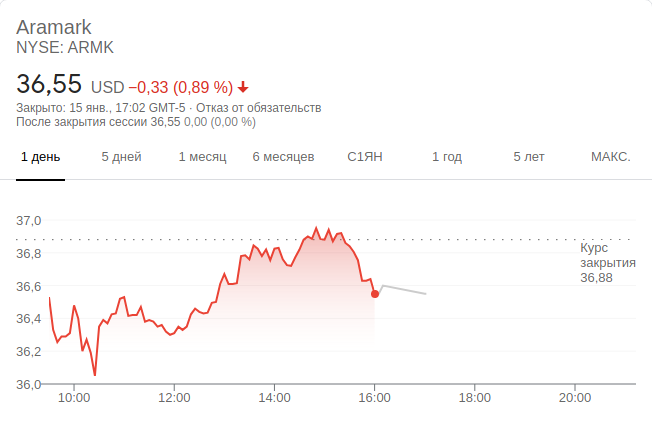 Aramark
NYSE: ARMK
36,55 USD −0,33 (0,89 %)
Закрыто: 15 янв., 17:02 GMT-5 · Отказ от обязательств
После закрытия сессии 36,55 0,00 (0,00 %)
1 день 5 дней 1 месяц 6 месяцев С1ЯН 1 год 5 лет МАКС.
37,0
36,8
36,6
36,4
36,2
36,0
Курс
закрытия
36,88
10:00 12:00 14:00 16:00 18:00 20:00